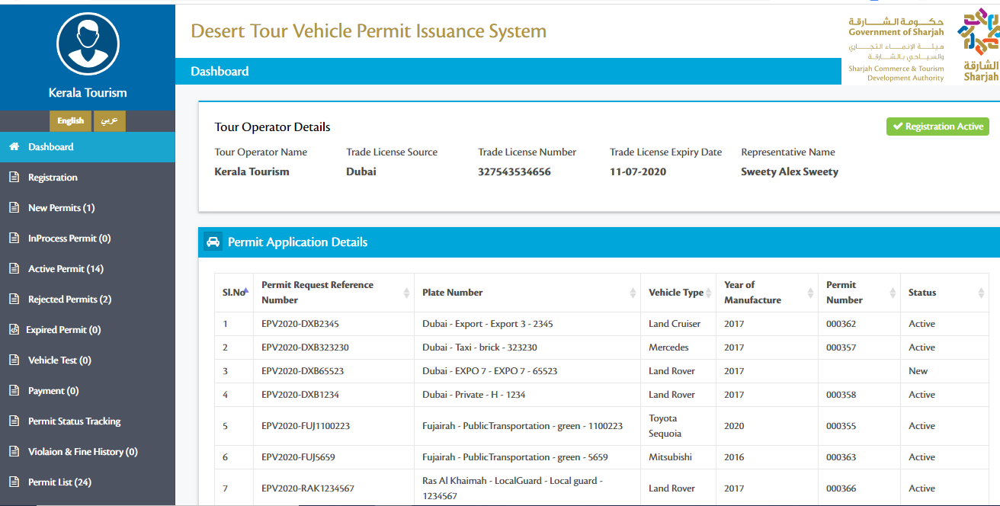 Kerala Tourism
English
عربي
Dashboard
Registration
New Permits (1)
InProcess Permit (0)
Active Permit (14)
Rejected Permits (2)
Expired Permit (0)
Vehicle Test (0)
Payment (0)
Permit Status Tracking
Violaion & Fine History (0)
Permit List (24)
Desert Tour Vehicle Permit Issuance System
حكومة الشارقة
Government of Sharjah
هيئة الإنماء التجاري
والسياحي بالشارقة
Sharjah Commerce & Tourism
Development Authority
الشارقة
Sharjah
Dashboard
Tour Operator Details
Registration Active
Tour Operator Name Trade License Source Trade License Number Trade License Expiry Date Representative Name
Kerala Tourism Dubai 327543534656 11-07-2020 Sweety Alex Sweety
Permit Application Details
Sl.No Permit Request Reference Number Plate Number Vehicle Type Year of Manufacture Permit Number Status
1 EPV2020-DXB2345 Dubai - Export - Export 3 - 2345 Land Cruiser 2017 000362 Active
2 EPV2020-DXB323230 Dubai - Taxi - brick - 323230 Mercedes 2017 000357 Active
3 EPV2020-DXB65523 Dubai - EXPO 7 - EXPO 7 - 65523 Land Rover 2017 New
4 EPV2020-DXB1234 Dubai - Private - H - 1234 Land Rover 2017 000358 Active
5 EPV2020-FUJ1100223 Fujairah - PublicTransportation - green - 1100223 Toyota Sequoia 2020 000355 Active
6 EPV2020-FUJ5659 Fujairah - PublicTransportation - green - 5659 Mitsubishi 2016 000363 Active
7 EPV2020-RAK1234567 Ras Al Khaimah - LocalGuard - Local guard - 1234567 Land Rover 2017 000366 Active